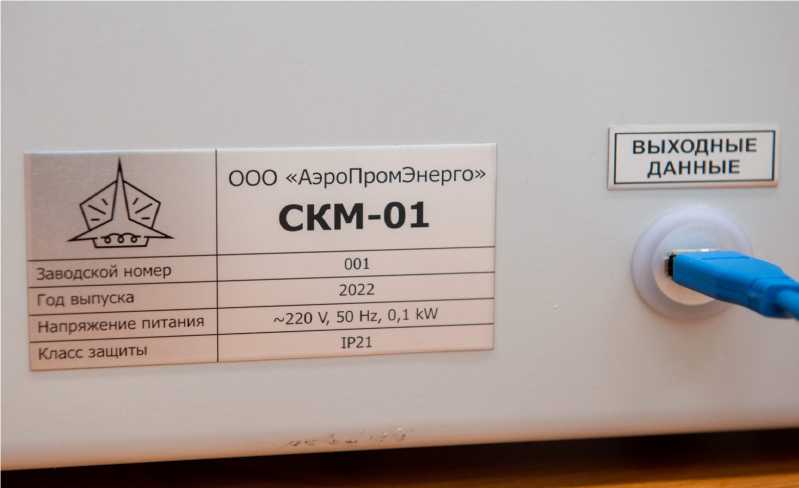 ООО «АэроПромЭнерго»
СКМ-01
Заводской номер 001
Год выпуска 2022
Напряжение питания ~220 V, 50 Hz, 0,1 kW
Класс защиты IP21
ВЫХОДНЫЕ
ДАННЫЕ